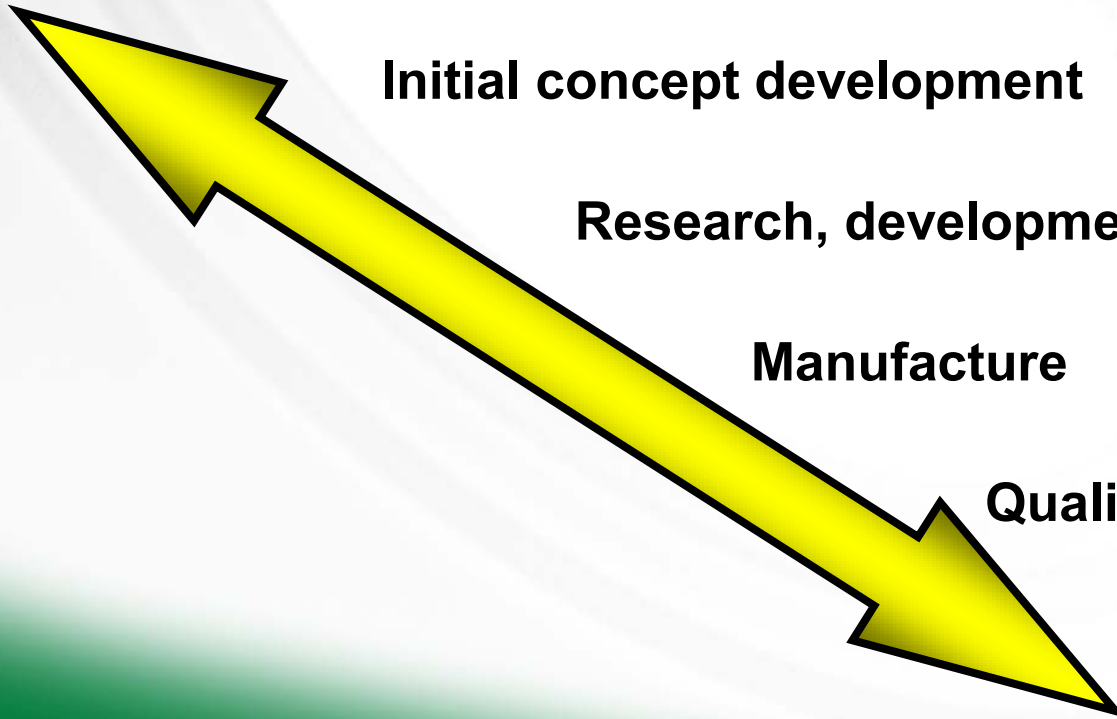 Initial concept development
Research, developme
Manufacture
Quali